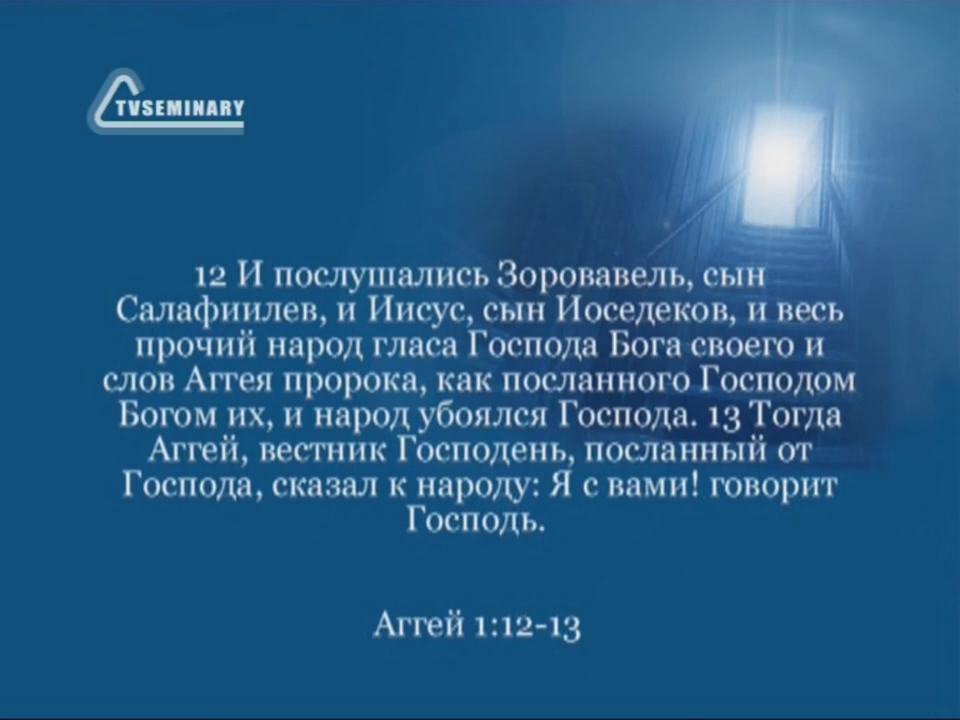 TVSEMINARY
12 И послушались Зоровавель, сын
Салафиилев, и Иисус, сын Иоседеков, и весь
прочий народ гласа Господа Бога своего и
слов Аггея пророка, как посланного Господом
Богом их, и народ убоялся Господа. 13 Тогда
Аггей, вестник Господень, посланный от
Господа, сказал к народу: Я с вами! говорит
Господь.
Аггей 1:12-13